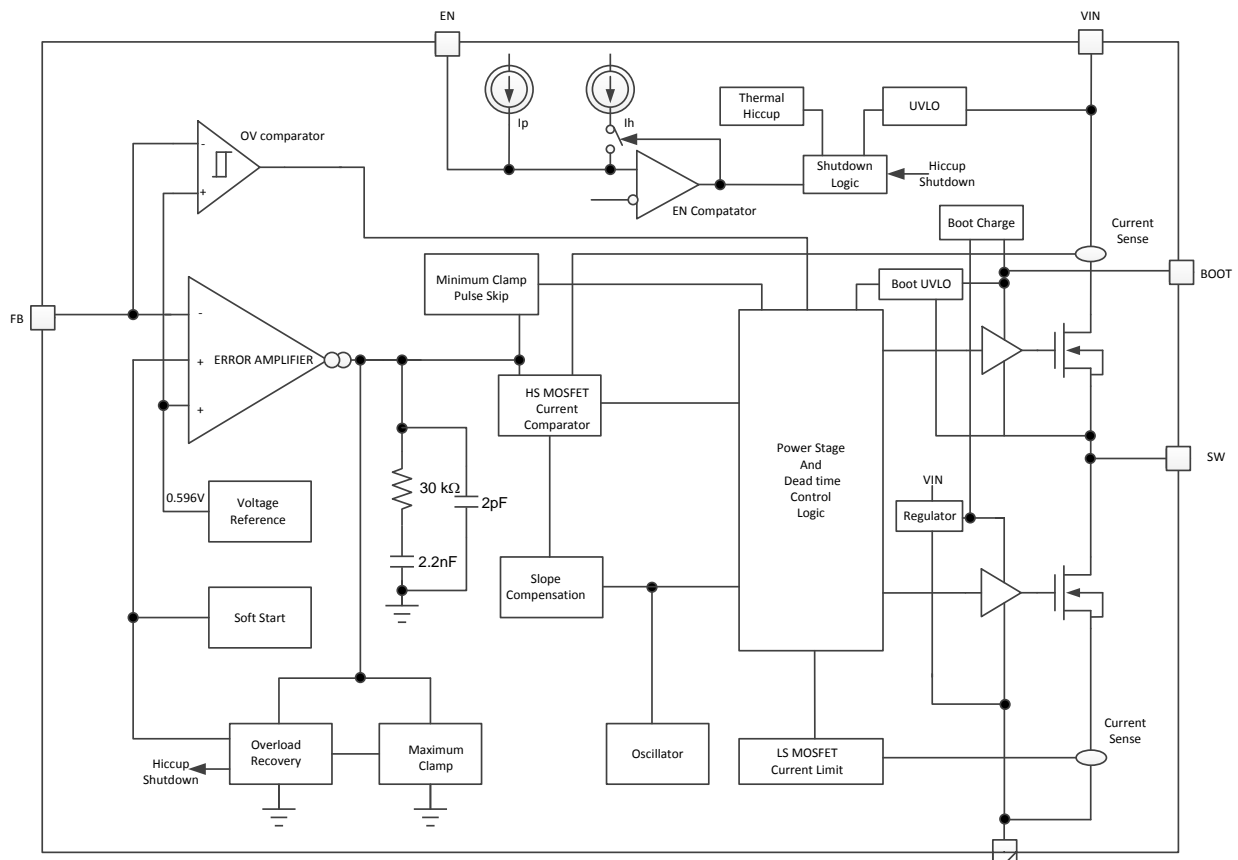 EN
VIN
Ip
Ih
Thermal
Hiccup
UVLO
OV comparator
-
+
Shutdown
Logic
Hiccup
Shutdown
EN Compatator
Boot Charge
Current
Sense
BOOT
Minimum Clamp
Pulse Skip
Boot UVLO
FB
-
ERROR AMPLIFIER
+
+
HS MOSFET
Current
Comparator
Power Stage
And
Dead time
Control
Logic
SW
0.596V
Voltage
Reference
30 kΩ
2pF
2.2nF
VIN
Regulator
Slope
Compensation
Soft Start
Overload
Recovery
Maximum
Clamp
Hiccup
Shutdown
Oscillator
LS MOSFET
Current Limit
Current
Sense